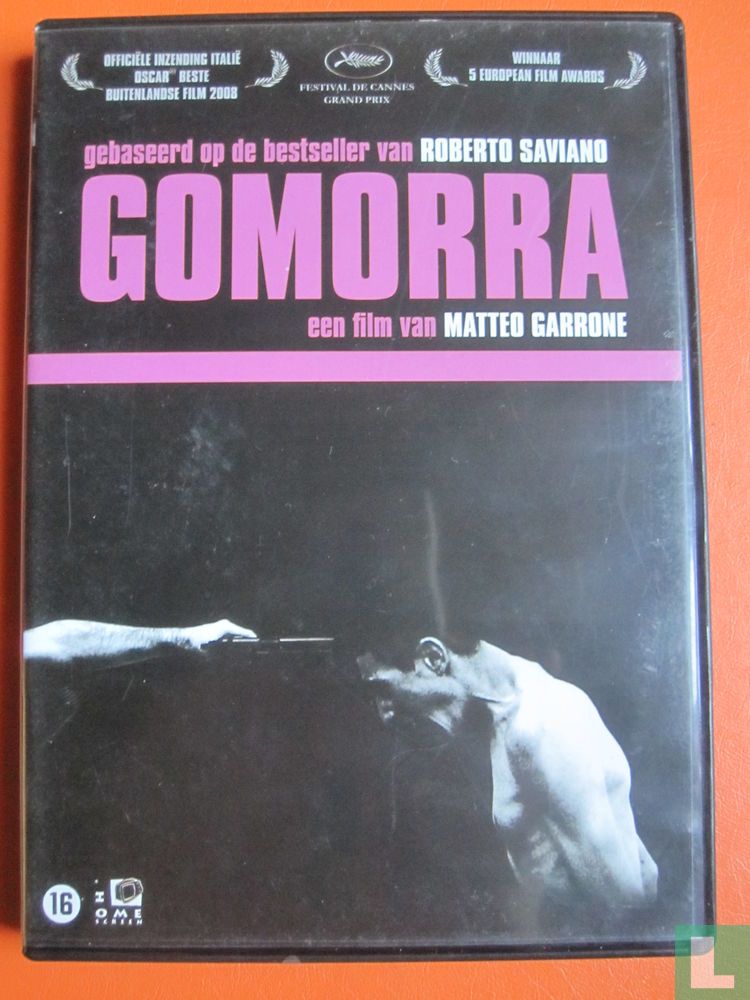 OFFICIËLE INZENDING ITALIË
OSCAR® BESTE
BUITENLANDSE FILM 2008
FESTIVAL DE CANNES
GRAND PRIX
WINNAAR
5 EUROPEAN FILM AWARDS
gebaseerd op de bestseller van ROBERTO SAVIANO
GOMORRA
een film van MATTEO GARRONE
16
HOME
SCREEN
L